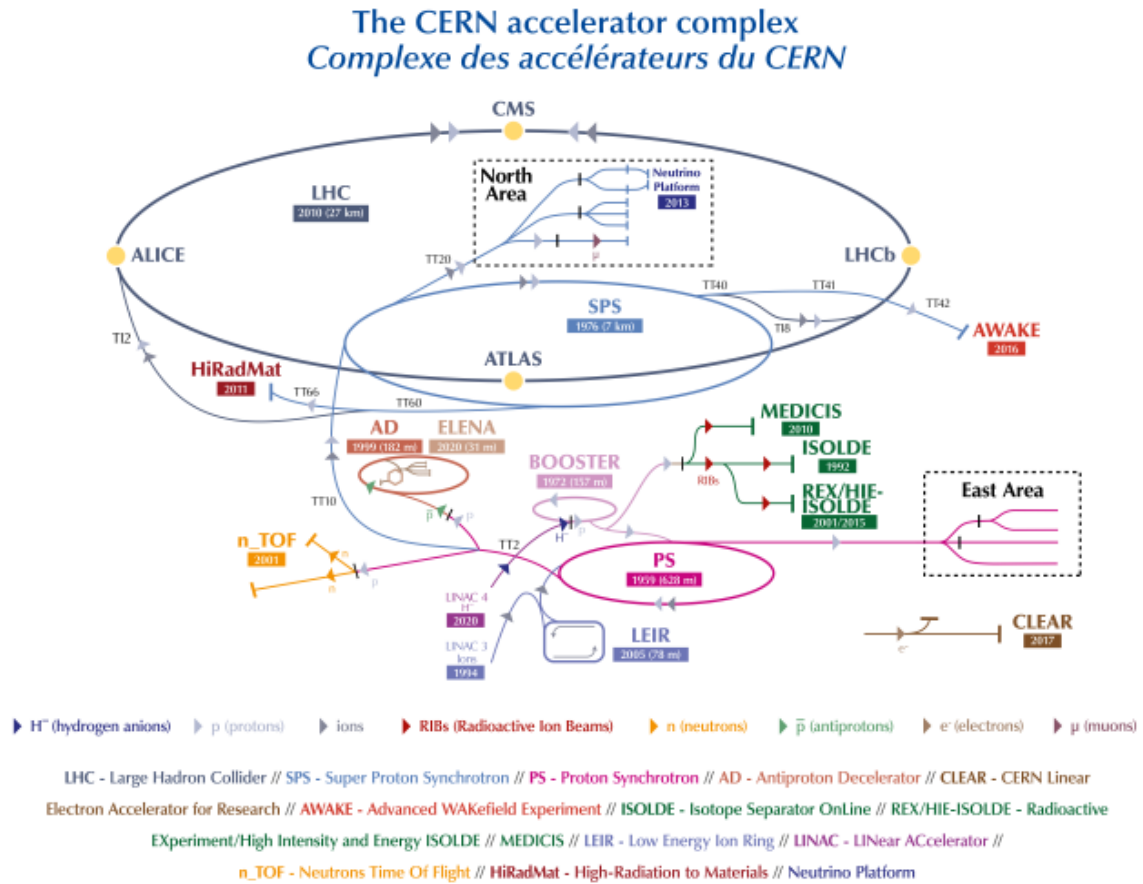 The CERN accelerator complex
Complexe des accélérateurs du CERN
CMS
North
Area
Neutrino
Platform
2013
LHC
2010 (27 km)
ALICE
LHCb
μ
TT20
TT40
TT41
TT42
SPS
1976 (7 km)
TI8
TI2
AWAKE
2016
ATLAS
HiRadMat
2011
TT66
TT60
MEDICIS
2010
AD
1999 (182 m)
ELENA
2020 (31 m)
ISOLDE
1992
BOOSTER
1972 (157 m)
RIBs
REX/HIE-
ISOLDE
2001/2015
East Area
TT10
p̅
p
H⁻
p
n_TOF
2001
n
n
p
TT2
PS
1959 (628 m)
LINAC 4
H⁻
2020
LINAC 3
Ions
1994
LEIR
2005 (78 m)
CLEAR
2017
e⁻
H⁻ (hydrogen anions) p (protons) ions RIBs (Radioactive Ion Beams) n (neutrons) p̅ (antiprotons) e⁻ (electrons) μ (muons)
LHC - Large Hadron Collider // SPS - Super Proton Synchrotron // PS - Proton Synchrotron // AD - Antiproton Decelerator // CLEAR - CERN Linear
Electron Accelerator for Research // AWAKE - Advanced WAKefield Experiment // ISOLDE - Isotope Separator OnLine // REX/HIE-ISOLDE - Radioactive
EXperiment/High Intensity and Energy ISOLDE // MEDICIS // LEIR - Low Energy Ion Ring // LINAC - LINear ACcelerator //
n_TOF - Neutrons Time Of Flight // HiRadMat - High-Radiation to Materials // Neutrino Platform